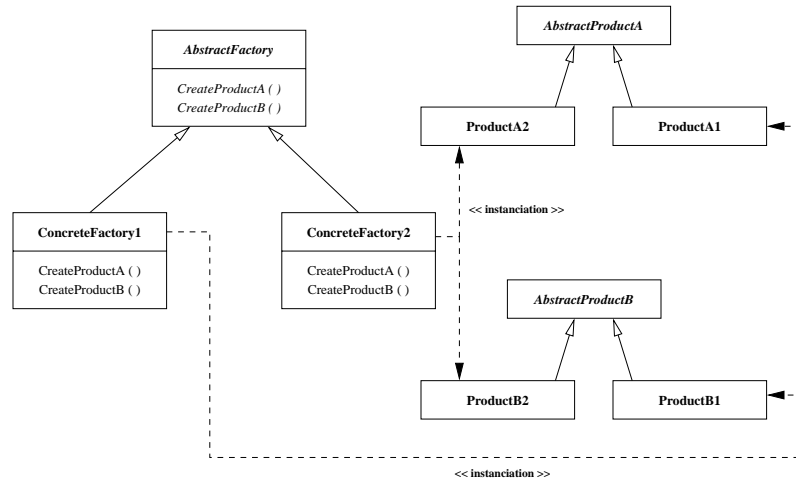 AbstractFactory
CreateProductA ( )
CreateProductB ( )
AbstractProductA
ProductA2
ProductA1
<< instanciation >>
ConcreteFactory1
CreateProductA ( )
CreateProductB ( )
ConcreteFactory2
CreateProductA ( )
CreateProductB ( )
AbstractProductB
ProductB2
ProductB1
<< instanciation >>